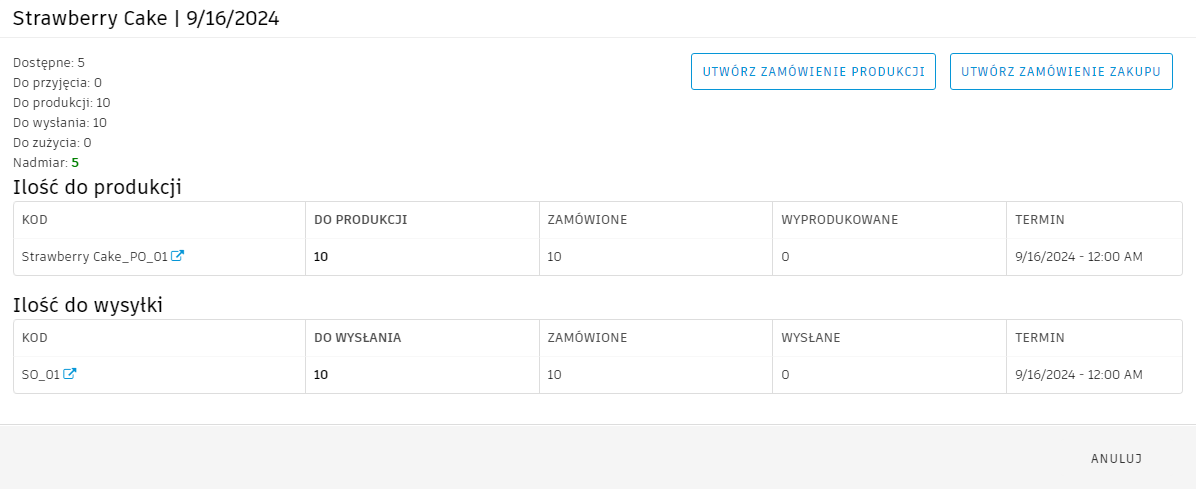 Strawberry Cake | 9/16/2024
Dostępne: 5
Do przyjęcia: 0
Do produkcji: 10
Do wysłania: 10
Do zużycia: 0
Nadmiar: 5
UTWÓRZ ZAMÓWIENIE PRODUKCJI
UTWÓRZ ZAMÓWIENIE ZAKUPU
Ilość do produkcji
KOD DO PRODUKCJI ZAMÓWIONE WYPRODUKOWANE TERMIN
Strawberry Cake_PO_01 10 10 0 9/16/2024 - 12:00 AM
Ilość do wysyłki
KOD DO WYSŁANIA ZAMÓWIONE WYSŁANE TERMIN
SO_01 10 10 0 9/16/2024 - 12:00 AM
ANULUJ